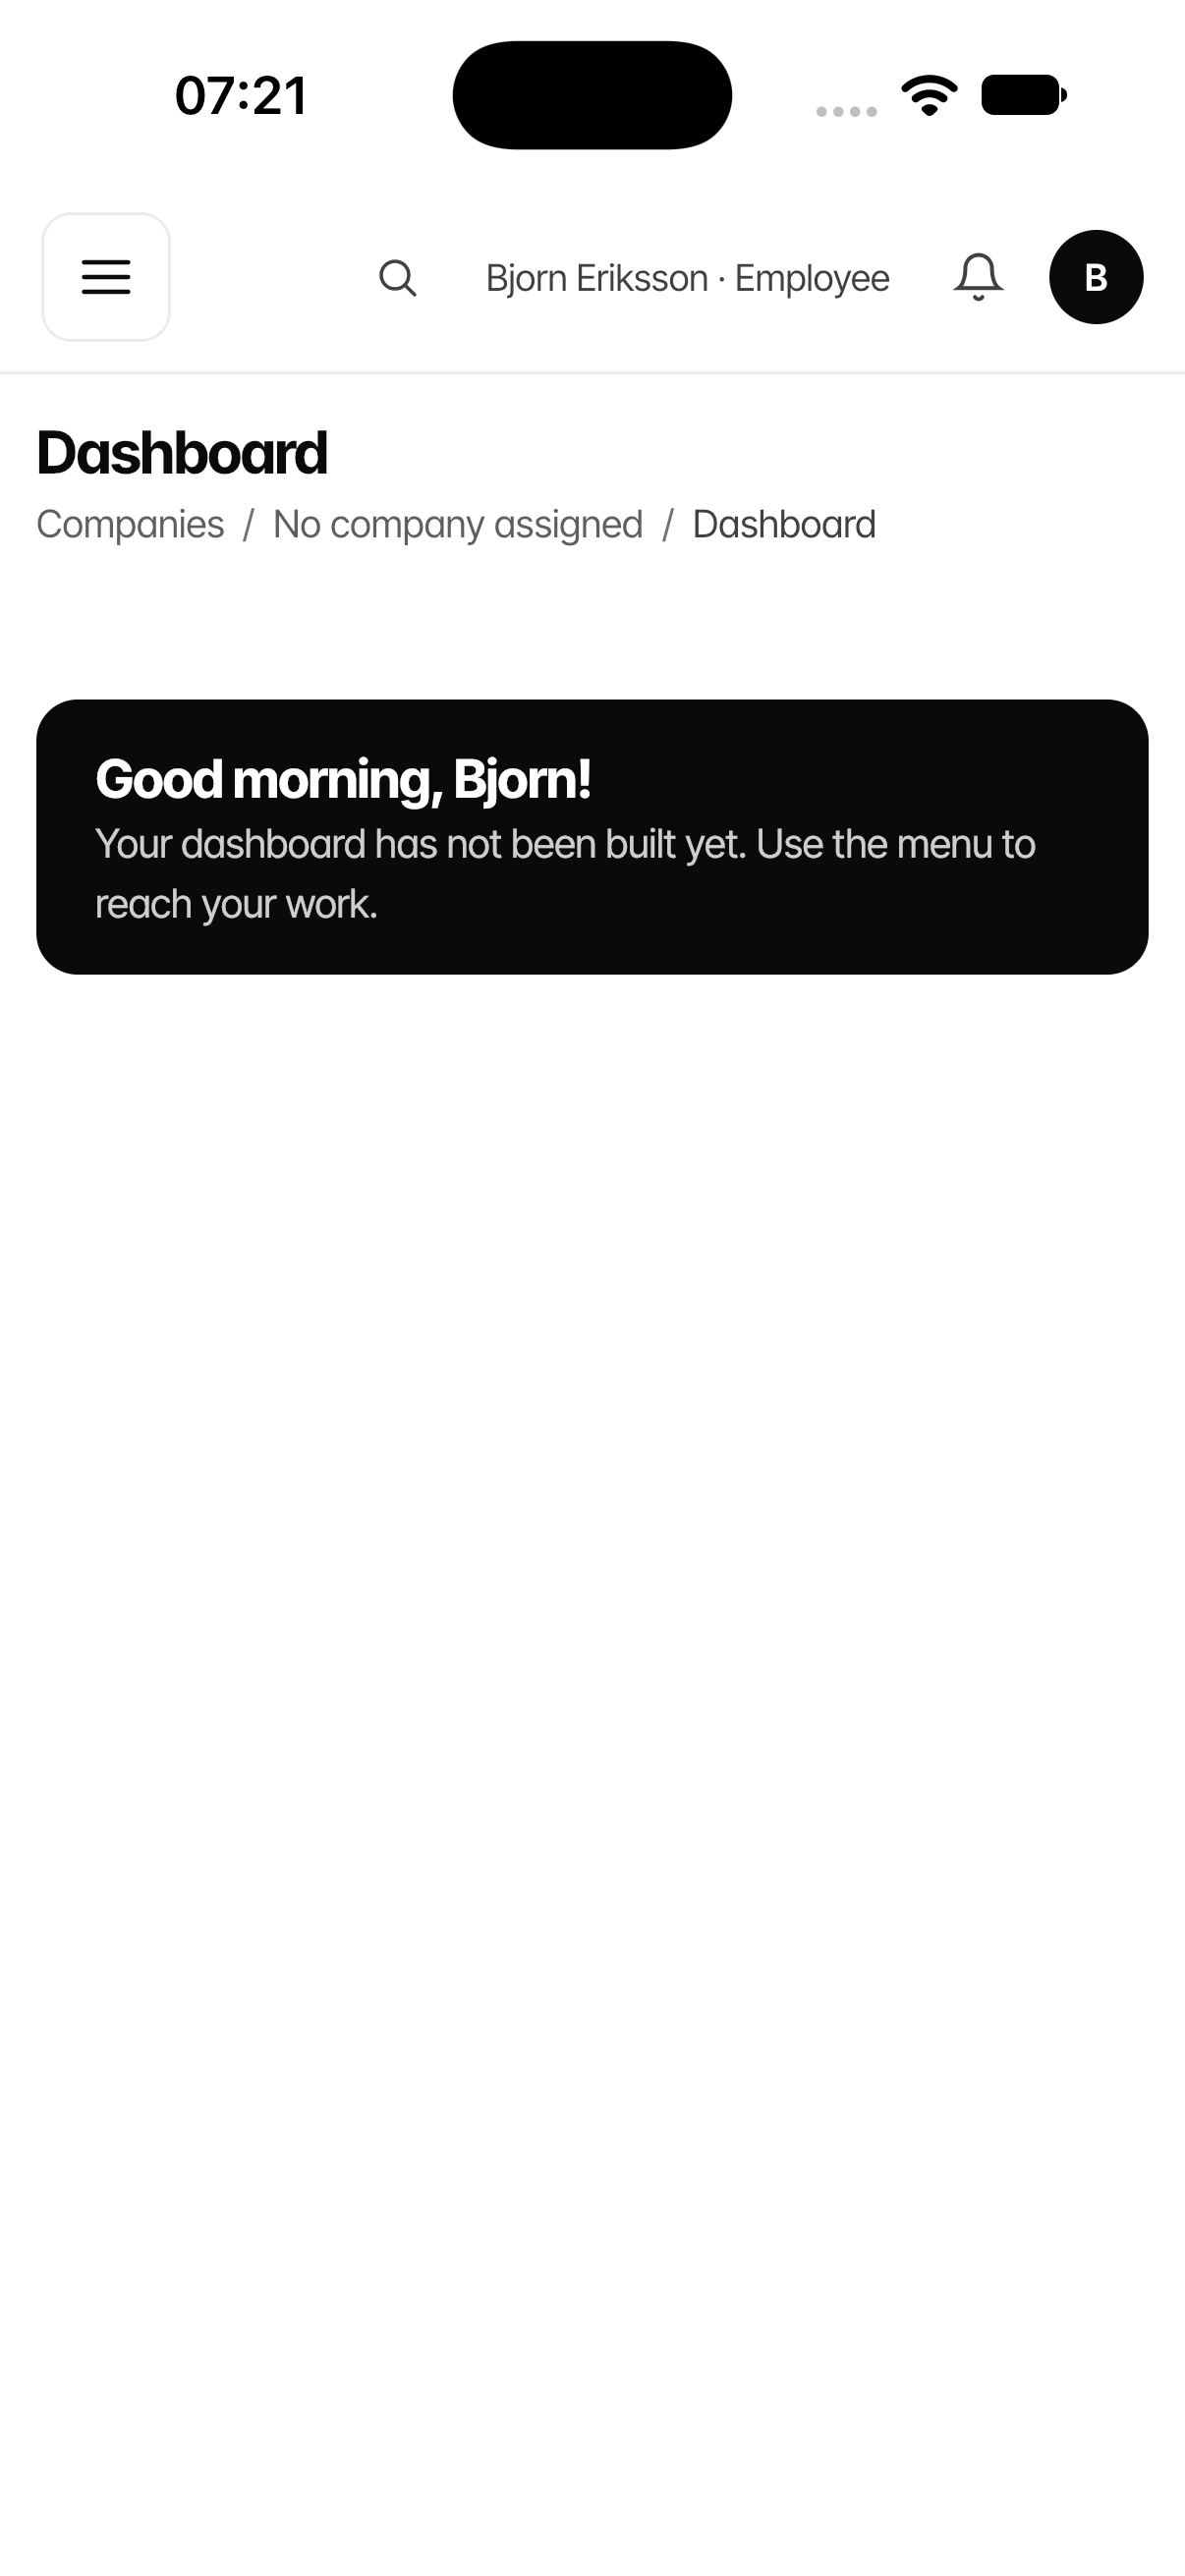 07:21
Bjorn Eriksson · Employee
B
Dashboard
Companies / No company assigned / Dashboard
Good morning, Bjorn!
Your dashboard has not been built yet. Use the menu to
reach your work.